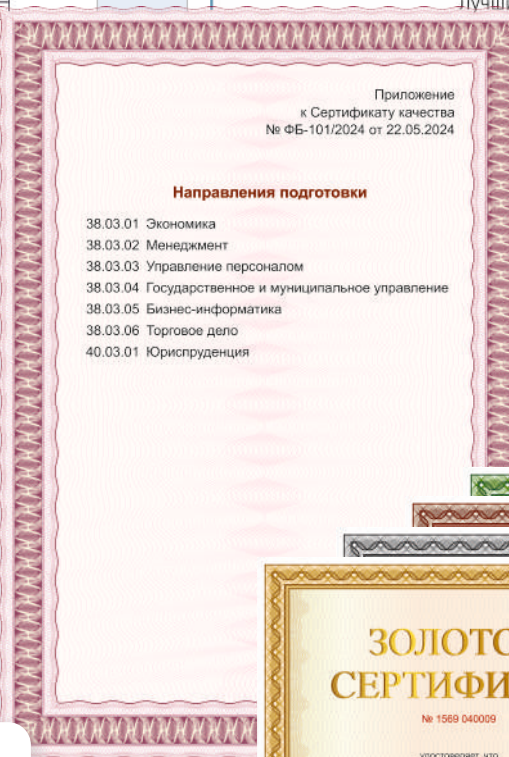 Приложение
к Сертификату качества
№ ФБ-101/2024 от 22.05.2024
Направления подготовки
38.03.01 Экономика
38.03.02 Менеджмент
38.03.03 Управление персоналом
38.03.04 Государственное и муниципальное управление
38.03.05 Бизнес-информатика
38.03.06 Торговое дело
40.03.01 Юриспруденция
ЗОЛОТО
СЕРТИФИ
№ 1569 040009